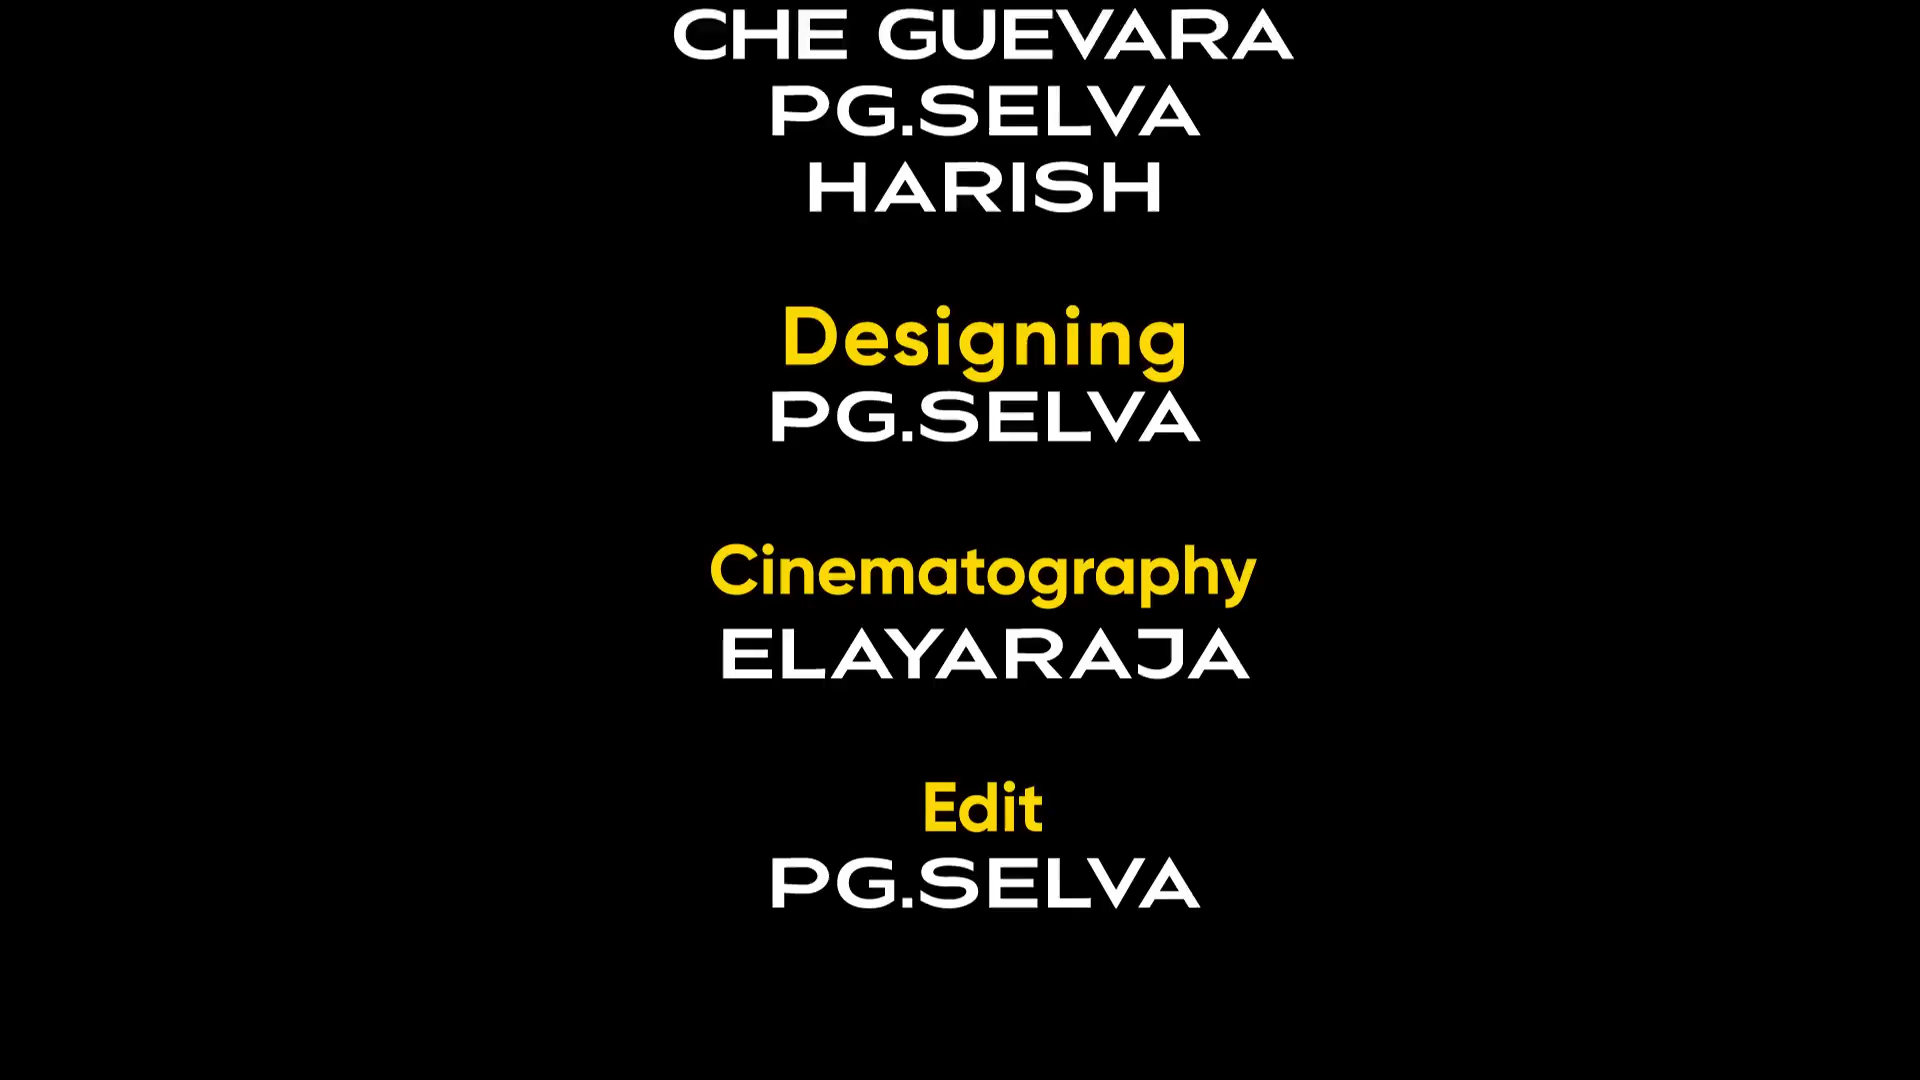 CHE GUEVARA
PG.SELVA
HARISH
Designing
PG.SELVA
Cinematography
ELAYARAJA
Edit
PG.SELVA